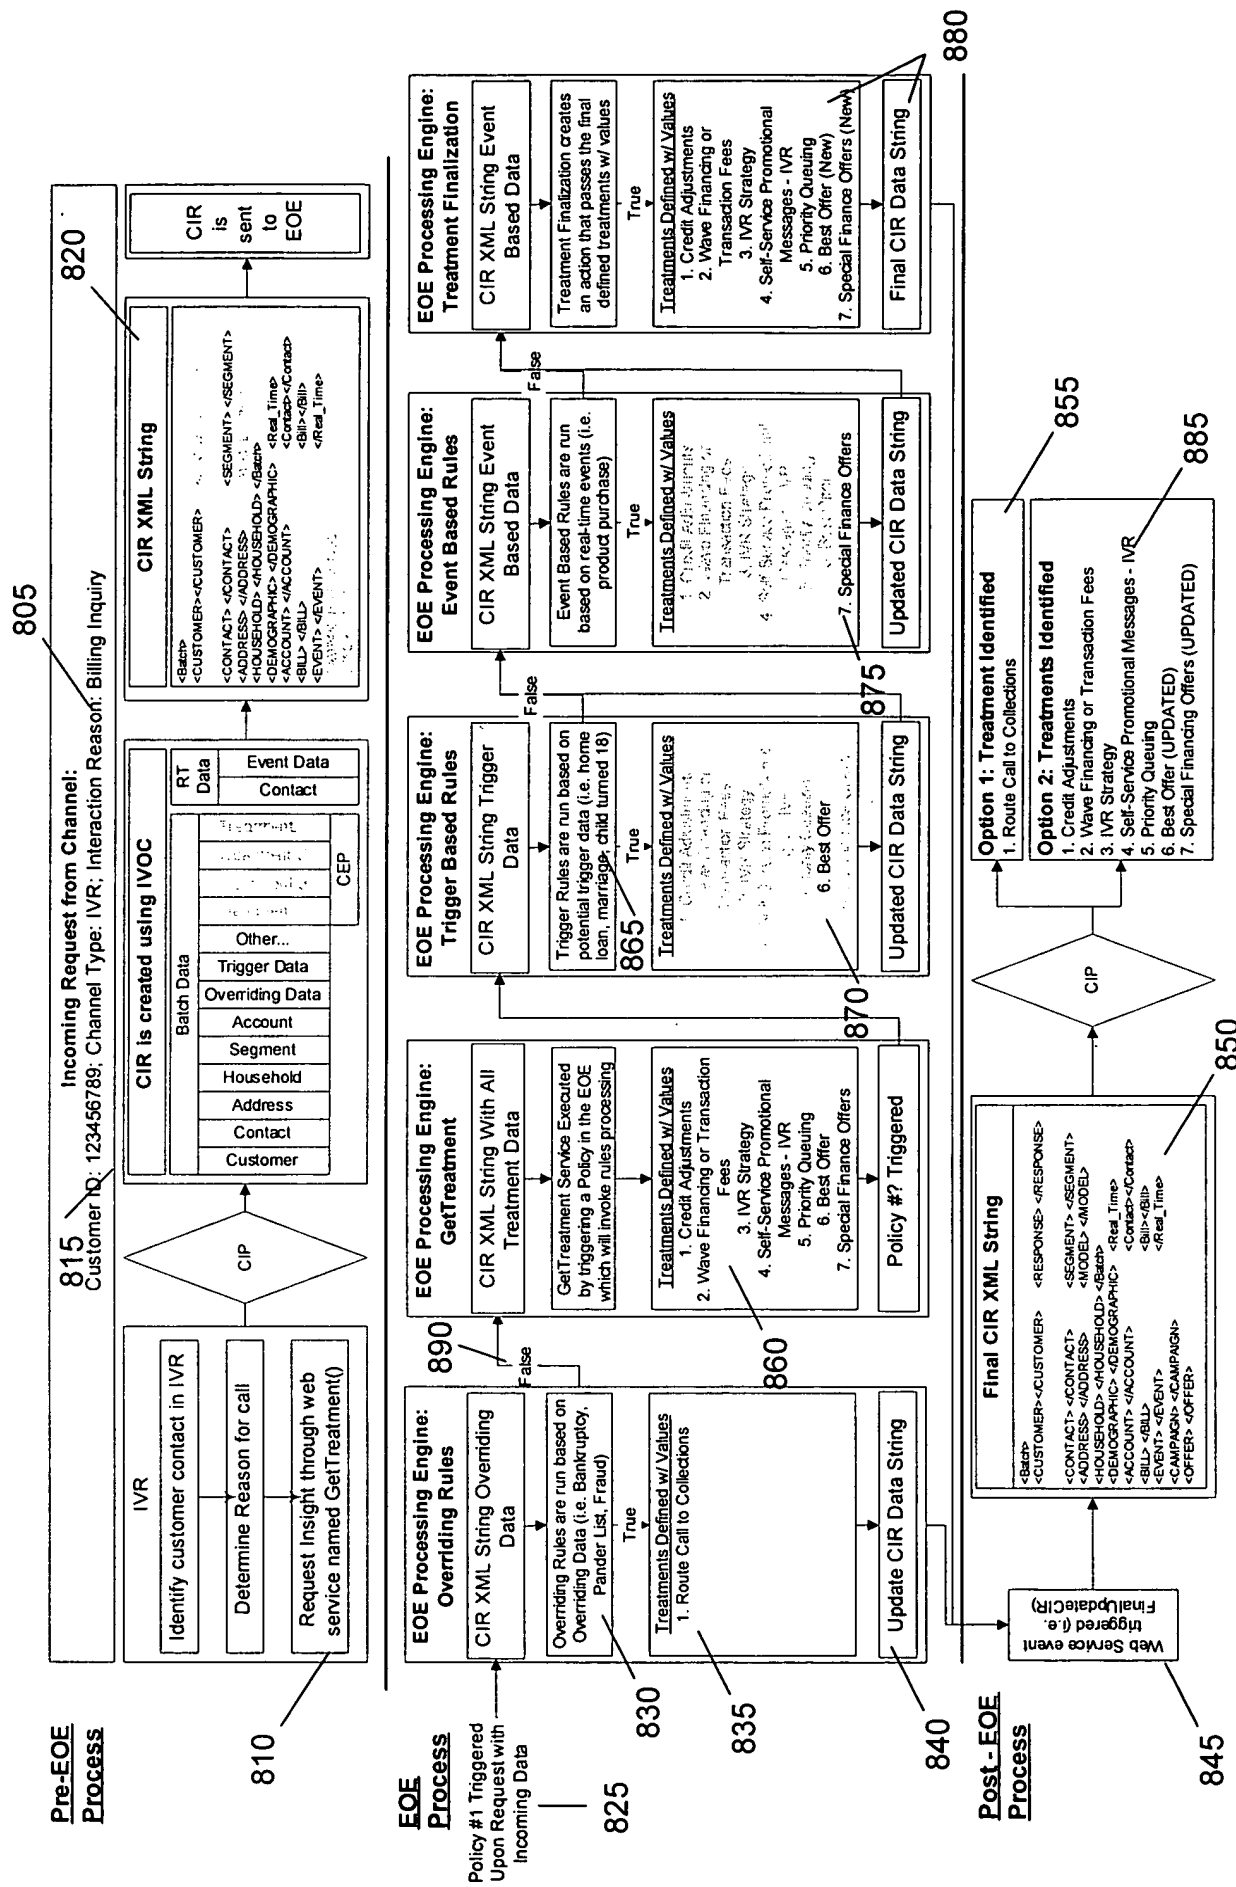 Pre-EOE
Process
805
820
815
Incoming Request from Channel:
Customer ID: 123456789; Channel Type: IVR; Interaction Reason: Billing Inquiry
IVR
Identify customer contact in IVR
Determine Reason for call
Request Insight through web
service named GetTreatment()
810
CIP
CIR is created using IVOC
Batch Data
Customer
Contact
Address
Household
Segment
Account
Overriding Data
Trigger Data
Other...
Treatment
CEP
RT
Data
Contact
Event Data
CIR XML String
<Batch>
<CUSTOMER></CUSTOMER>
<CONTACT> </CONTACT> <SEGMENT> </SEGMENT>
<ADDRESS> </ADDRESS>
<HOUSEHOLD> </HOUSEHOLD> </Batch>
<DEMOGRAPHIC> </DEMOGRAPHIC> <Real_Time>
<ACCOUNT> </ACCOUNT> <Contact></Contact>
<BILL> </BILL> <Bill></Bill>
<EVENT> </EVENT> </Real_Time>
CIR
is
sent
to
EOE
EOE
Process
Policy #1 Triggered
Upon Request with
Incoming Data
825
EOE Processing Engine:
Overriding Rules
CIR XML String Overriding
Data
Overriding Rules are run based on
Overriding Data (i.e. Bankruptcy,
Pander List, Fraud)
830
True
False
890
Treatments Defined w/ Values
1. Route Call to Collections
835
Update CIR Data String
840
EOE Processing Engine:
GetTreatment
CIR XML String With All
Treatment Data
GetTreatment Service Executed
by triggering a Policy in the EOE
which will invoke rules processing
Treatments Defined w/ Values
1. Credit Adjustments
2. Wave Financing or Transaction
Fees
3. IVR Strategy
4. Self-Service Promotional
Messages - IVR
5. Priority Queuing
6. Best Offer
7. Special Finance Offers
860
Policy #? Triggered
EOE Processing Engine:
Trigger Based Rules
CIR XML String Trigger
Data
Trigger Rules are run based on
potential trigger data (i.e. home
loan, marriage, child turned 18)
865
True
False
Treatments Defined w/ Values
6. Best Offer
870
Updated CIR Data String
EOE Processing Engine:
Event Based Rules
CIR XML String Event
Based Data
Event Based Rules are run
based on real-time events (i.e.
product purchase)
True
False
Treatments Defined w/ Values
1. Credit Adjustments
2. Wave Financing or
Transaction Fees
3. IVR Strategy
4. Self-Service Promotional
7. Special Finance Offers
875
Updated CIR Data String
EOE Processing Engine:
Treatment Finalization
CIR XML String Event
Based Data
Treatment Finalization creates
an action that passes the final
defined treatments w/ values
True
Treatments Defined w/ Values
1. Credit Adjustments
2. Wave Financing or
Transaction Fees
3. IVR Strategy
4. Self-Service Promotional
Messages - IVR
5. Priority Queuing
6. Best Offer (New)
7. Special Finance Offers (New)
Final CIR Data String
880
Post - EOE
Process
Web Service event
triggered (i.e.
FinalUpdateCIR)
845
Final CIR XML String
<Batch>
<CUSTOMER></CUSTOMER> <RESPONSE> </RESPONSE>
<CONTACT> </CONTACT> <SEGMENT> </SEGMENT>
<ADDRESS> </ADDRESS> <MODEL> <MODEL>
<HOUSEHOLD> </HOUSEHOLD> </Batch>
<DEMOGRAPHIC> </DEMOGRAPHIC> <Real_Time>
<ACCOUNT> </ACCOUNT> <Contact></Contact>
<BILL> </BILL> <Bill></Bill>
<EVENT> </EVENT> </Real_Time>
<CAMPAIGN> </CAMPAIGN>
<OFFER> <OFFER>
850
CIP
Option 1: Treatment Identified
1. Route Call to Collections
855
Option 2: Treatments Identified
1. Credit Adjustments
2. Wave Financing or Transaction Fees
3. IVR Strategy
4. Self-Service Promotional Messages - IVR
5. Priority Queuing
6. Best Offer (UPDATED)
7. Special Financing Offers (UPDATED)
885